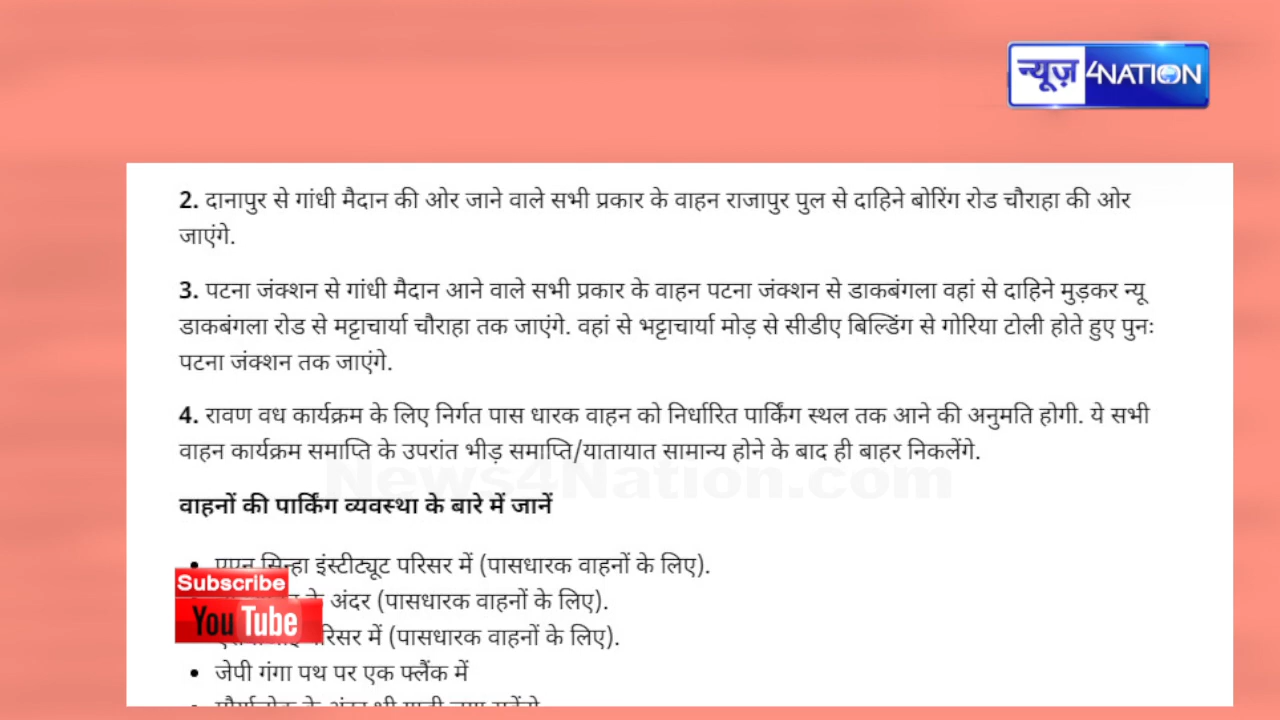 न्यूज़ 4NATION
2. दानापुर से गांधी मैदान की ओर जाने वाले सभी प्रकार के वाहन राजापुर पुल से दाहिने बोरिंग रोड चौराहा की ओर
जाएंगे.
3. पटना जंक्शन से गांधी मैदान आने वाले सभी प्रकार के वाहन पटना जंक्शन से डाकबंगला वहां से दाहिने मुड़कर न्यू
डाकबंगला रोड से मट्टाचार्या चौराहा तक जाएंगे. वहां से भट्टाचार्या मोड़ से सीडीए बिल्डिंग से गोरिया टोली होते हुए पुनः
पटना जंक्शन तक जाएंगे.
4. रावण वध कार्यक्रम के लिए निर्गत पास धारक वाहन को निर्धारित पार्किंग स्थल तक आने की अनुमति होगी. ये सभी
वाहन कार्यक्रम समाप्ति के उपरांत भीड़ समाप्ति/यातायात सामान्य होने के बाद ही बाहर निकलेंगे.
News4Nation.com
वाहनों की पार्किंग व्यवस्था के बारे में जानें
सिन्हा इंस्टीट्यूट परिसर में (पासधारक वाहनों के लिए).
Subscribe
के अंदर (पासधारक वाहनों के लिए).
YouTube
में (पासधारक वाहनों के लिए).
जेपी गंगा पथ पर एक फ्लैंक में